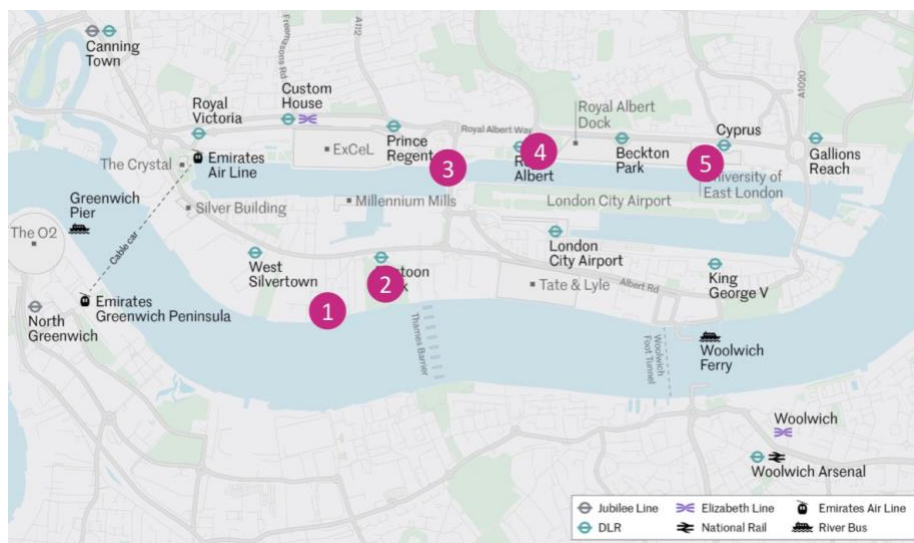 Canning
Town
Freemasons Rd
A112
Royal
Victoria
Custom
House
Prince
Regent
Royal Albert Way
Royal Albert
Dock
Cyprus
A1020
The Crystal
Emirates
Air Line
ExCeL
3
4
Albert
Beckton
Park
5
Gallions
Reach
University of
East London
Greenwich
Pier
Silver Building
Millennium Mills
London City Airport
The O2
Cable car
West
Silvertown
2
London
City Airport
King
George V
Tate & Lyle
Albert Rd
Emirates
Greenwich Peninsula
1
North
Greenwich
Thames Barrier
Woolwich
Foot Tunnel
Woolwich
Ferry
Woolwich
Woolwich Arsenal
Jubilee Line
Elizabeth Line
Emirates Air Line
DLR
National Rail
River Bus